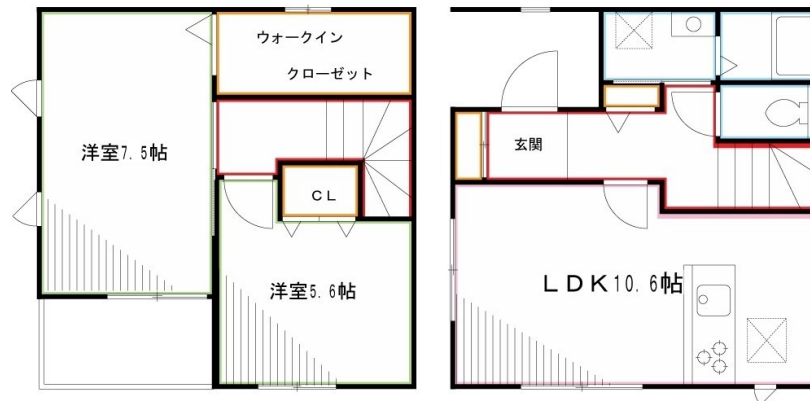 ウォークイン
クローゼット
洋室7.5帖
CL
洋室5.6帖
玄関
LDK10.6帖